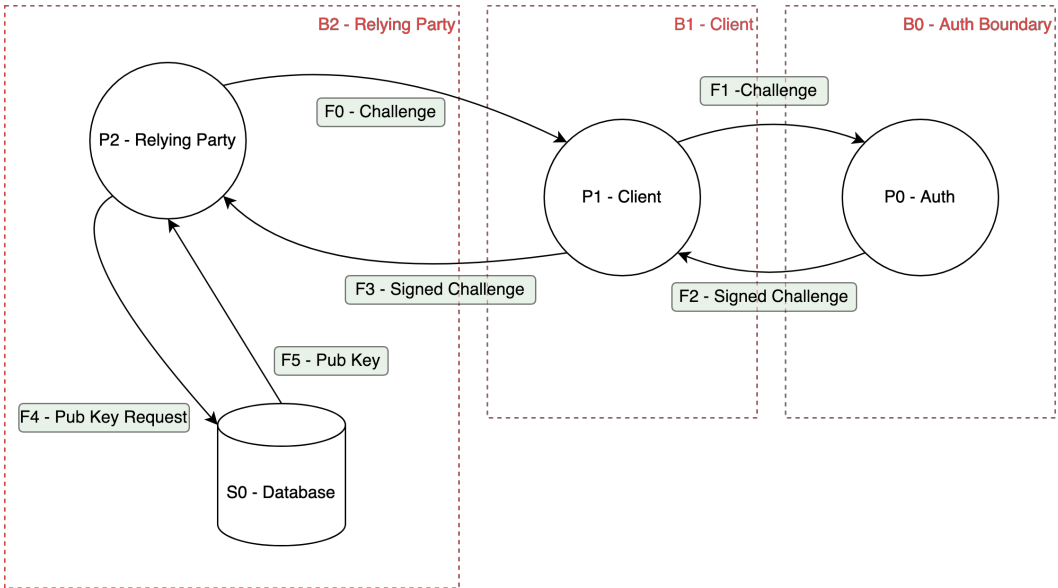 B2 - Relying Party
B1 - Client
B0 - Auth Boundary
F1 -Challenge
F0 - Challenge
P2 - Relying Party
P1 - Client
P0 - Auth
F3 - Signed Challenge
F2 - Signed Challenge
F5 - Pub Key
F4 - Pub Key Request
S0 - Database